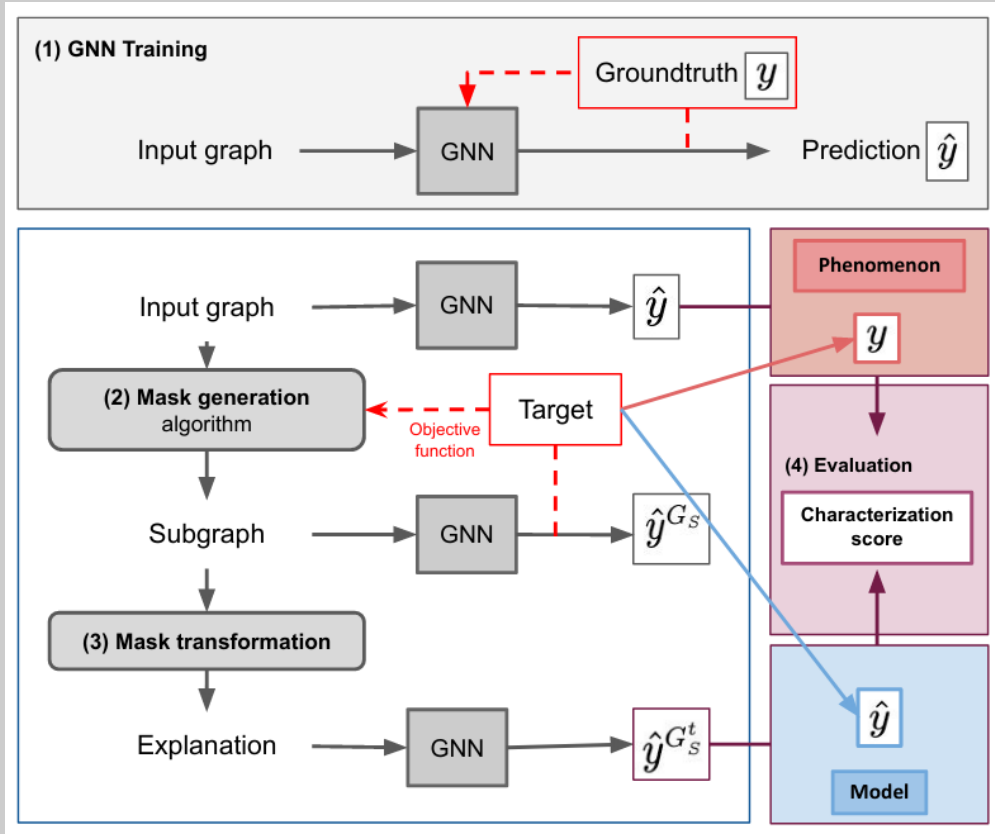 (1) GNN Training
Groundtruth y
Input graph
GNN
Prediction ŷ
Input graph
GNN
ŷ
Phenomenon
y
(2) Mask generation
algorithm
Objective
function
Target
(4) Evaluation
Characterization
score
Subgraph
GNN
ŷ^{G_S}
(3) Mask transformation
Explanation
GNN
ŷ^{G_S^t}
ŷ
Model